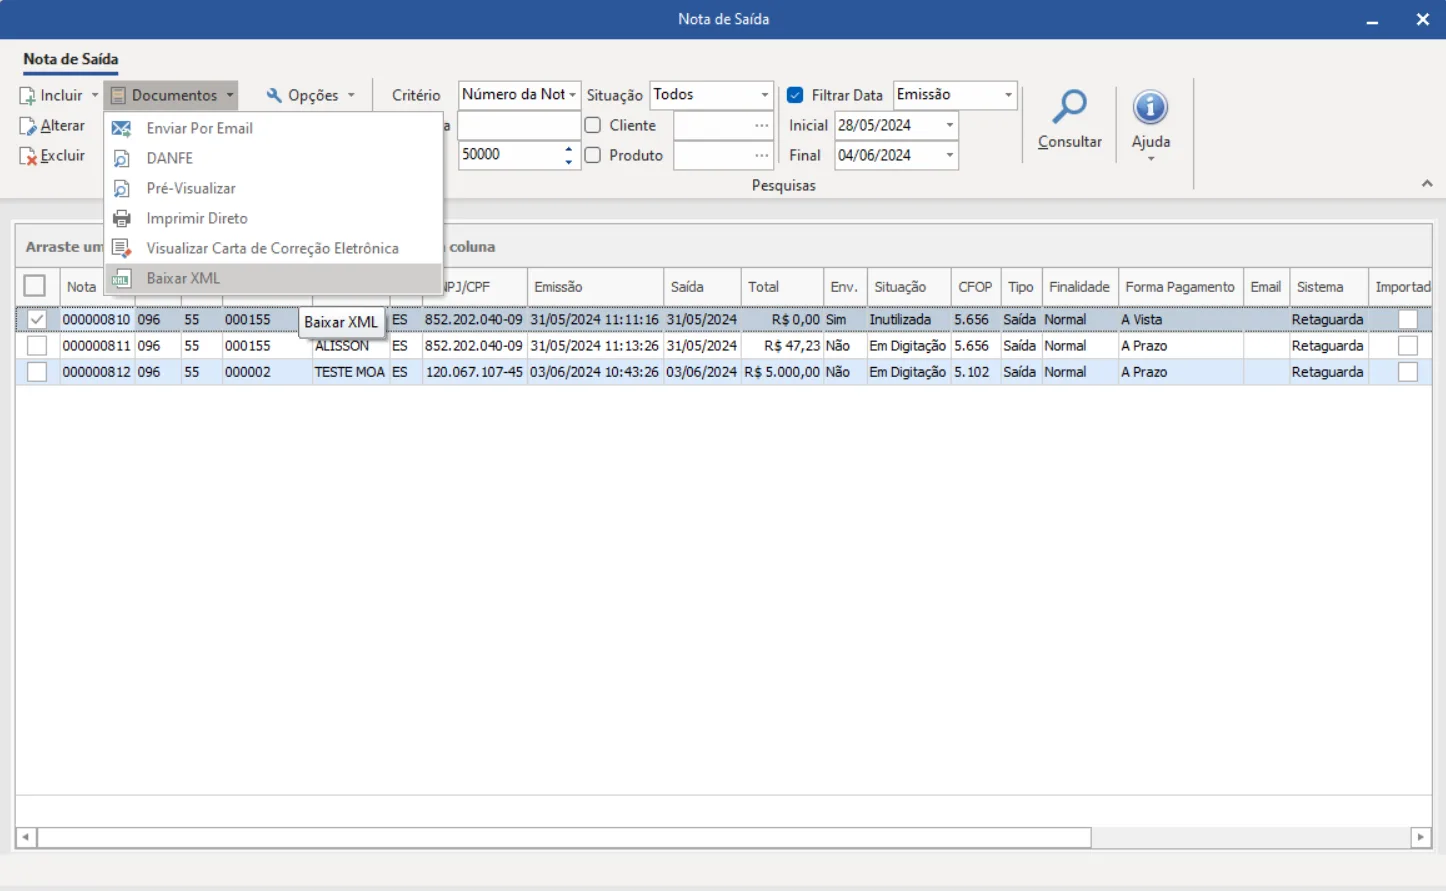 Nota de Saída
Nota de Saída
Incluir
Documentos
Opções
Critério
Número da Not
Situação
Todos
Filtrar Data
Emissão
Alterar
Enviar Por Email
a
Cliente
Inicial
28/05/2024
Consultar
Ajuda
Excluir
DANFE
50000
Produto
Final
04/06/2024
Pré-Visualizar
Pesquisas
Imprimir Direto
Arraste um
Visualizar Carta de Correção Eletrônica
coluna
Baixar XML
Nota NPJ/CPF Emissão Saída Total Env. Situação CFOP Tipo Finalidade Forma Pagamento Email Sistema Importad
000000810 096 55 000155 ES 852.202.040-09 31/05/2024 11:11:16 31/05/2024 R$ 0,00 Sim Inutilizada 5.656 Saída Normal A Vista Retaguarda
Baixar XML
000000811 096 55 000155 ALISSON ES 852.202.040-09 31/05/2024 11:13:26 31/05/2024 R$ 47,23 Não Em Digitação 5.656 Saída Normal A Prazo Retaguarda
000000812 096 55 000002 TESTE MOA ES 120.067.107-45 03/06/2024 10:43:26 03/06/2024 R$ 5.000,00 Não Em Digitação 5.102 Saída Normal A Prazo Retaguarda